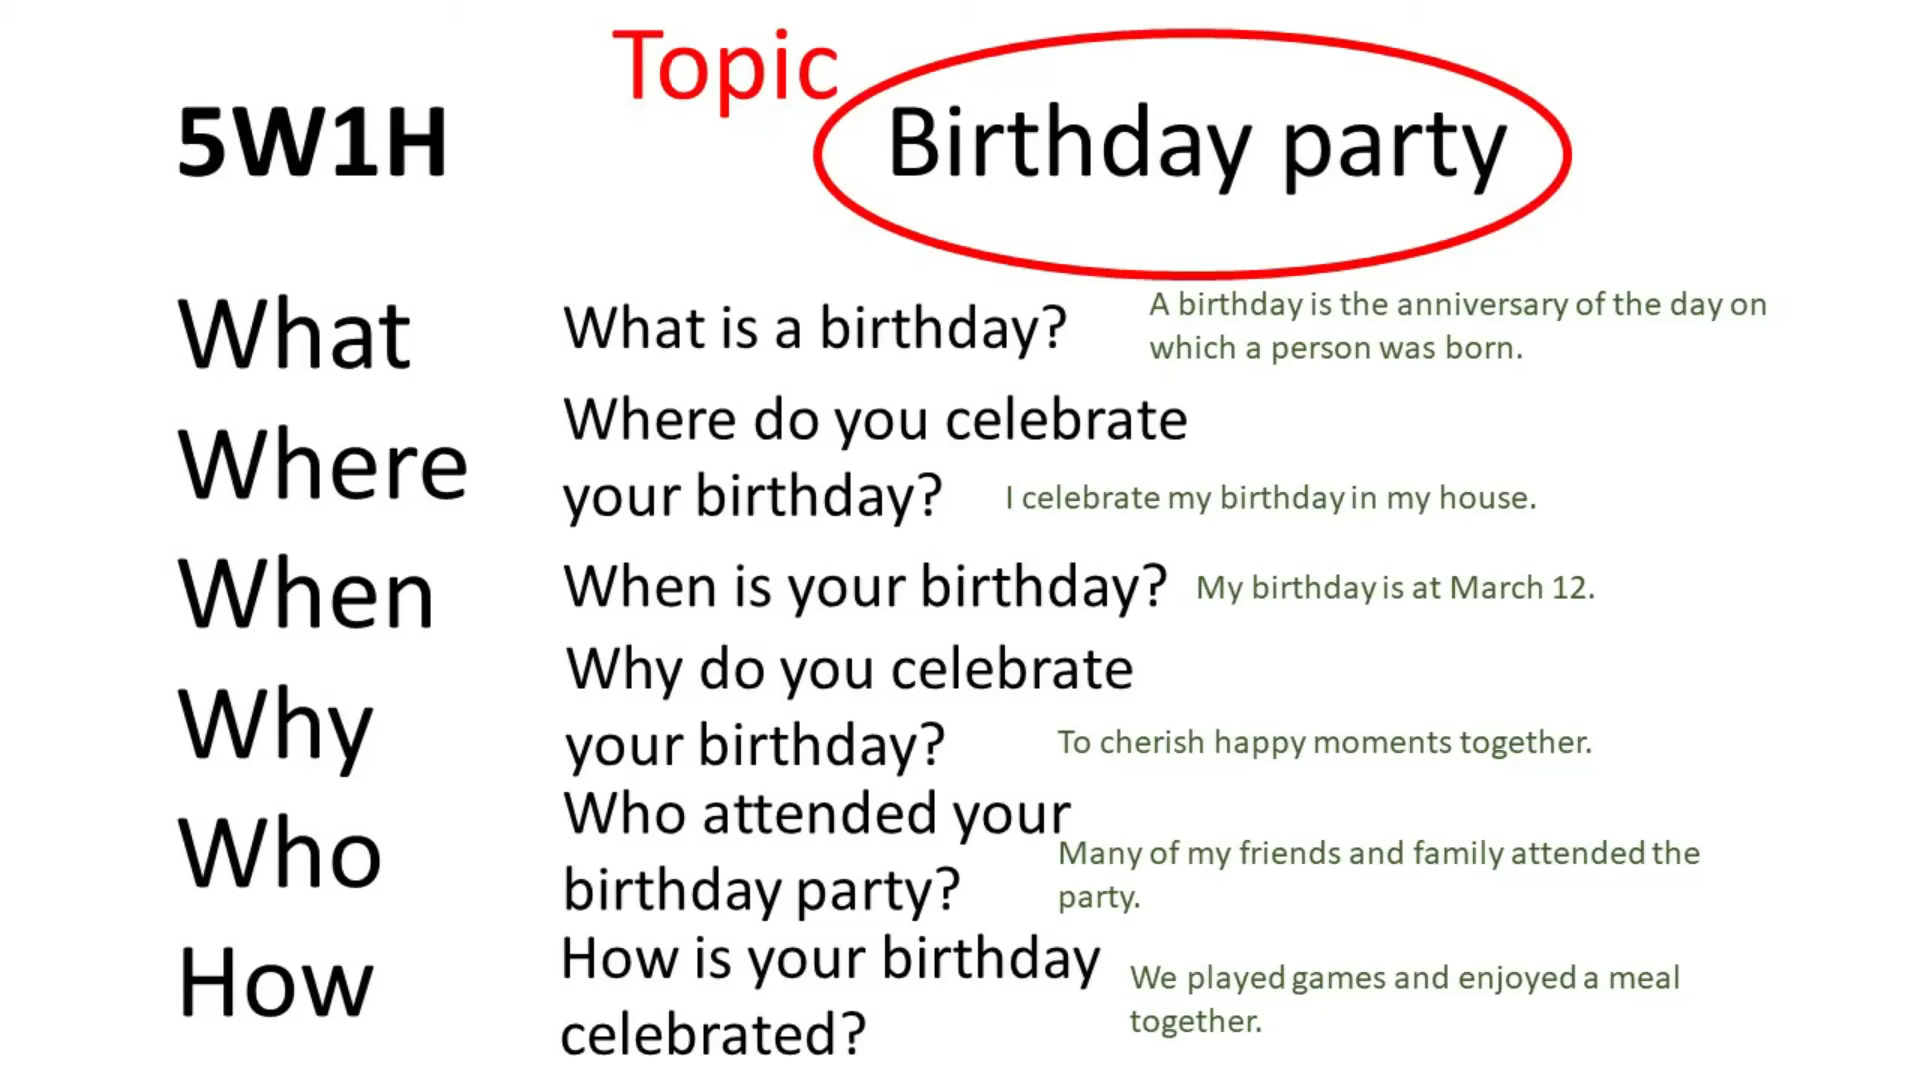 Topic
5W1H
Birthday party
What
What is a birthday?
A birthday is the anniversary of the day on
which a person was born.
Where
Where do you celebrate
your birthday?
I celebrate my birthday in my house.
When
When is your birthday?
My birthday is at March 12.
Why
Why do you celebrate
your birthday?
To cherish happy moments together.
Who
Who attended your
birthday party?
Many of my friends and family attended the
party.
How
How is your birthday
celebrated?
We played games and enjoyed a meal
together.